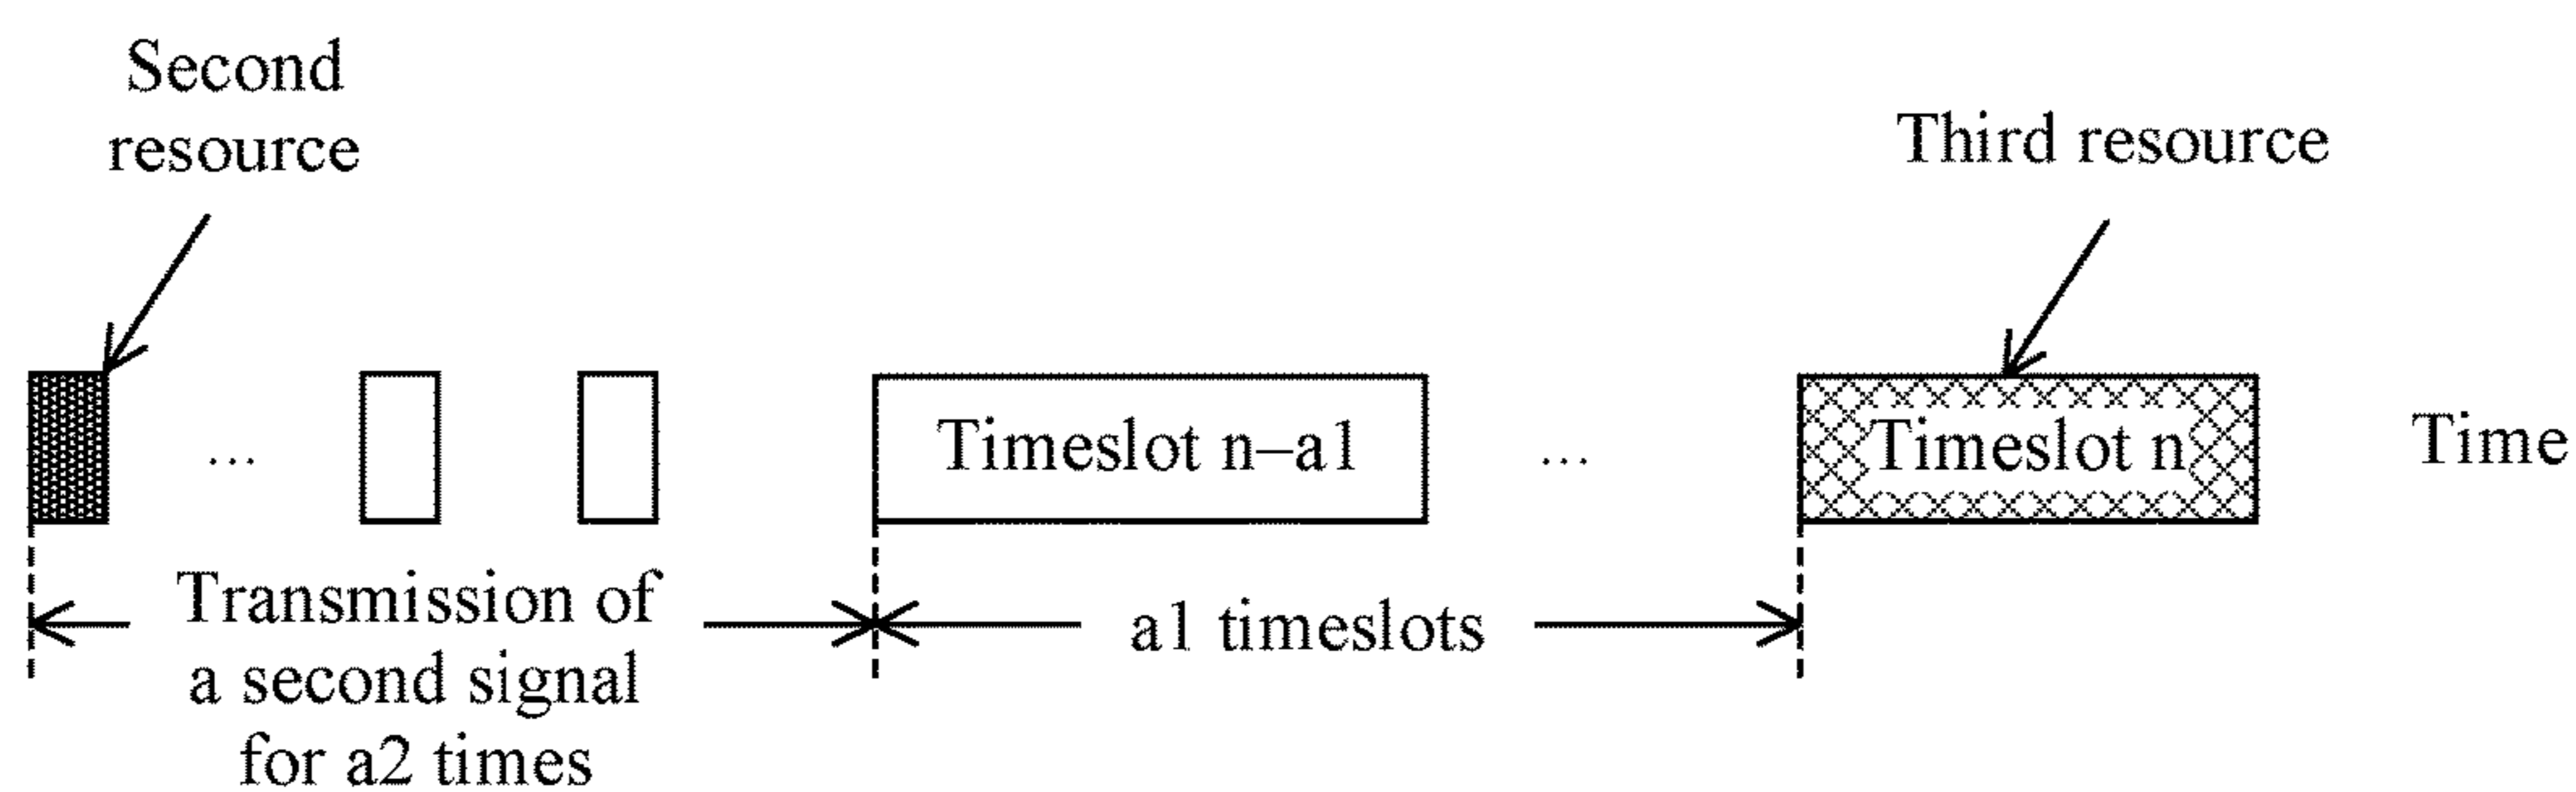 Second
resource
Third resource
...
Timeslot n–a1
...
Timeslot n
Time
Transmission of
a second signal
for a2 times
a1 timeslots